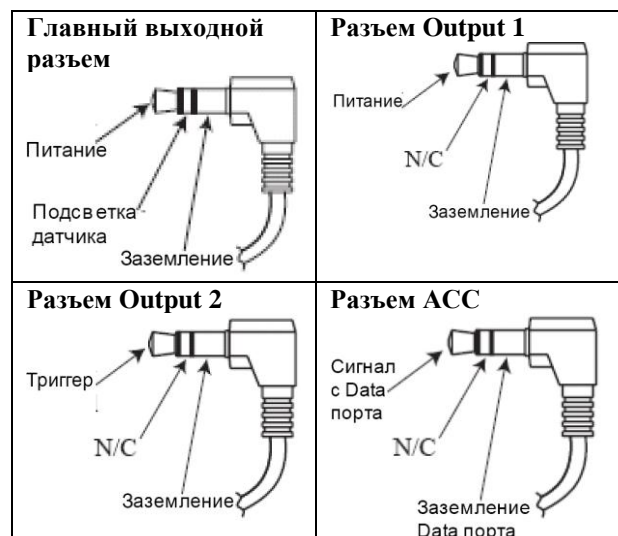 Главный выходной
разъем
Питание
Подсветка
датчика
Заземление
Разъем Output 1
Питание
N/C
Заземление
Разъем Output 2
Триггер
N/C
Заземление
Разъем ACC
Сигнал
с Data
порта
N/C
Заземление
Data порта